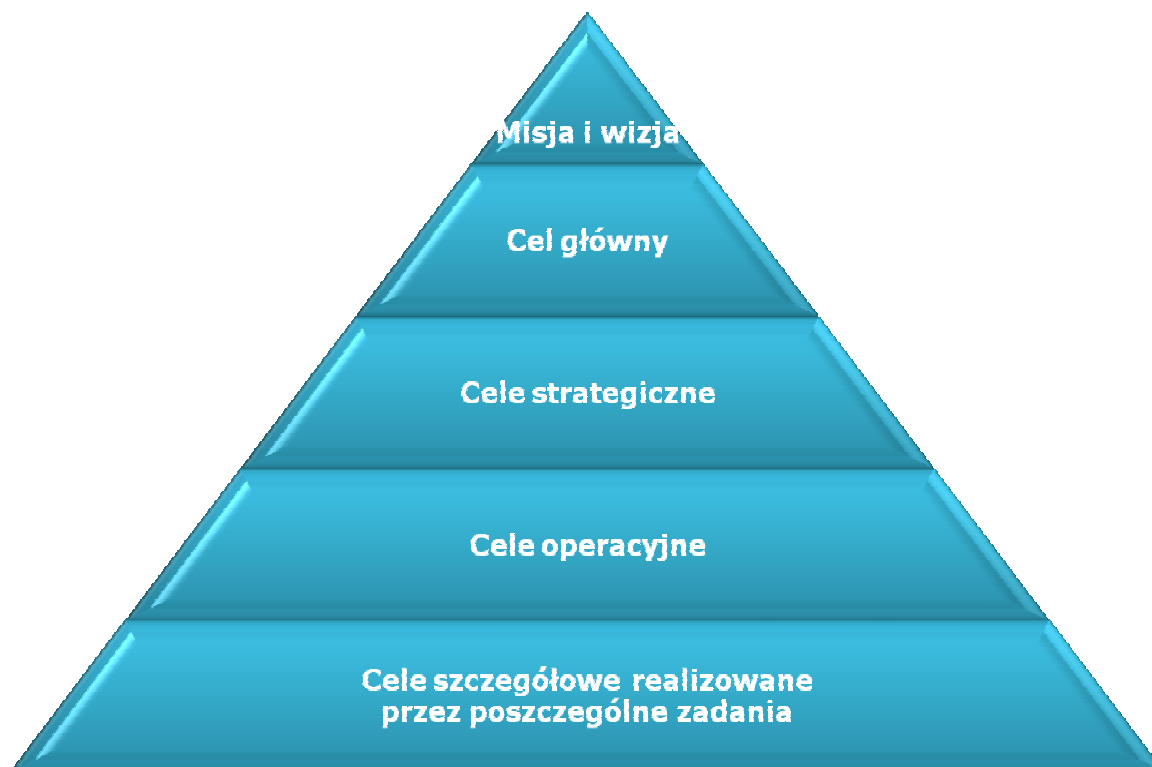 Misja i wizja
Cel główny
Cele strategiczne
Cele operacyjne
Cele szczegółowe realizowane
przez poszczególne zadania